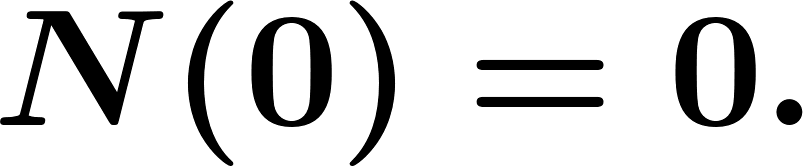 N(0) = 0.